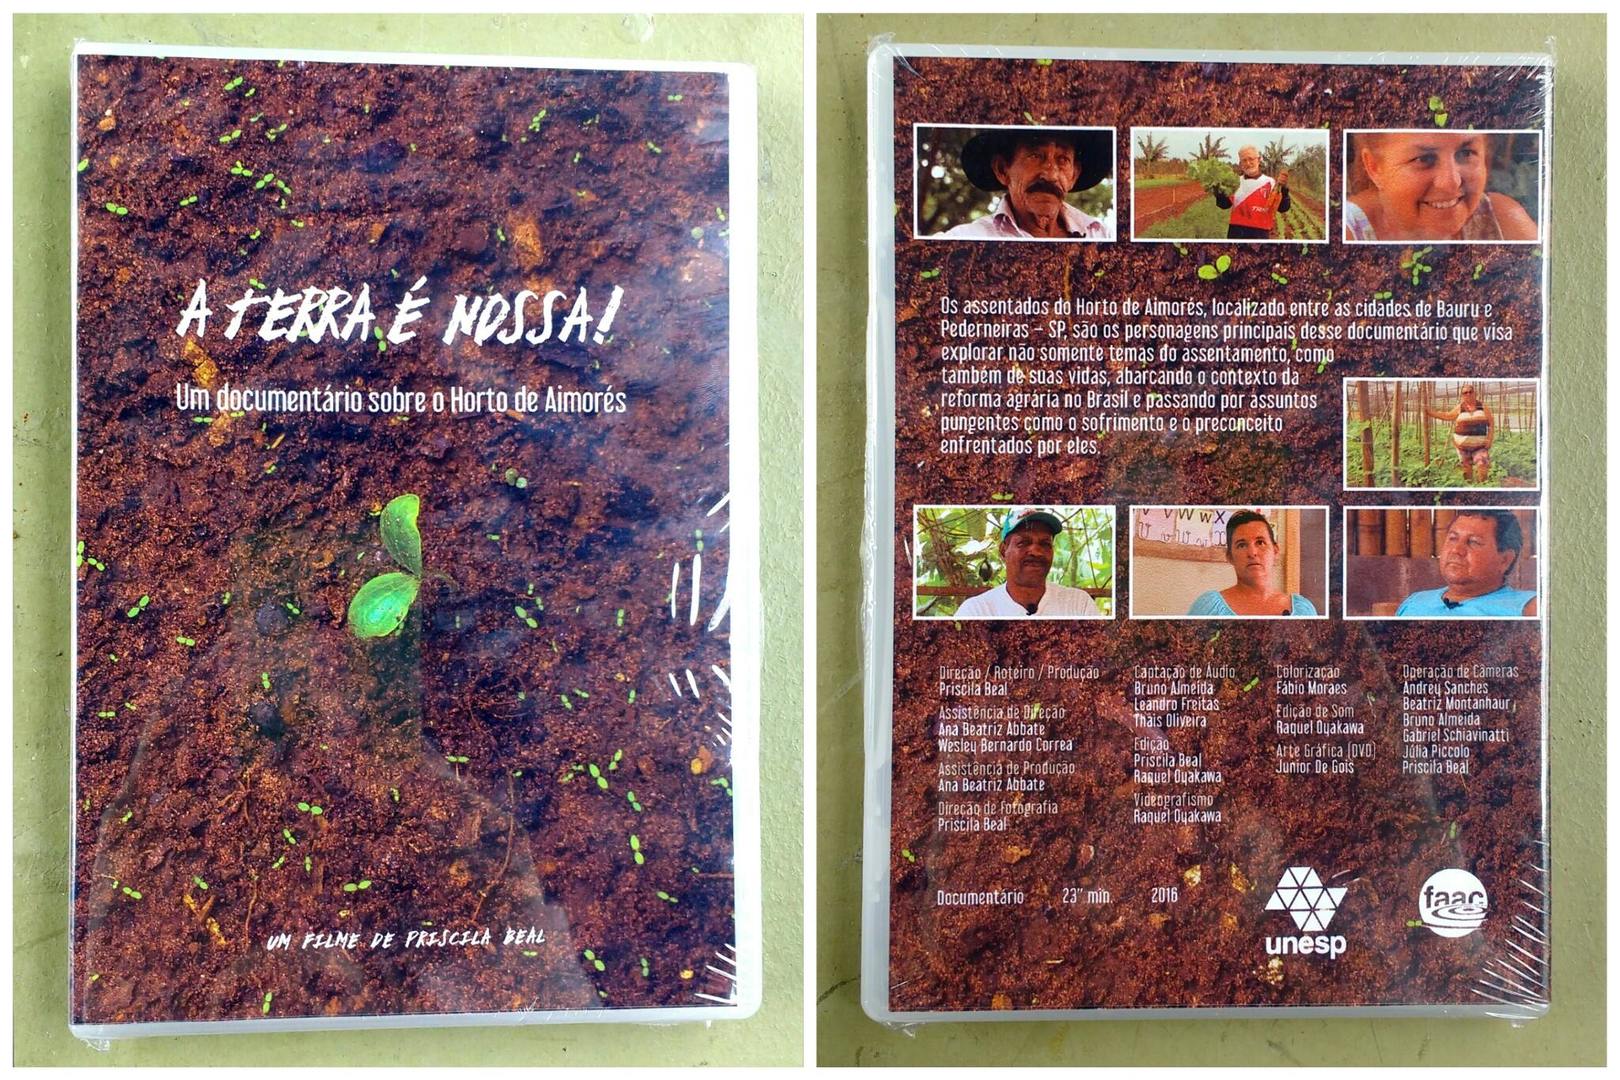 A TERRA É NOSSA!
Um documentário sobre o Horto de Aimorés
UM FILME DE PRISCILA BEAL
Os assentados do Horto de Aimorés, localizado entre as cidades de Bauru e
Pederneiras – SP, são os personagens principais desse documentário que visa
explorar não somente temas do assentamento, como
também de suas vidas, abarcando o contexto da
reforma agrária no Brasil e passando por assuntos
pungentes como o sofrimento e o preconceito
enfrentados por eles.
Direção / Roteiro / Produção
Priscila Beal
Assistência de Direção
Ana Beatriz Abbate
Wesley Bernardo Correa
Assistência de Produção
Ana Beatriz Abbate
Direção de Fotografia
Priscila Beal
Captação de Áudio
Bruno Almeida
Leandro Freitas
Thais Oliveira
Edição
Priscila Beal
Raquel Oyakawa
Videografismo
Raquel Oyakawa
Colorização
Fábio Moraes
Edição de Som
Raquel Oyakawa
Arte Gráfica (DVD)
Junior De Gois
Operação de Câmeras
Andrey Sanches
Beatriz Montanhaur
Bruno Almeida
Gabriel Schiavinatti
Júlia Piccolo
Priscila Beal
Documentário 23" min. 2016
unesp
faac